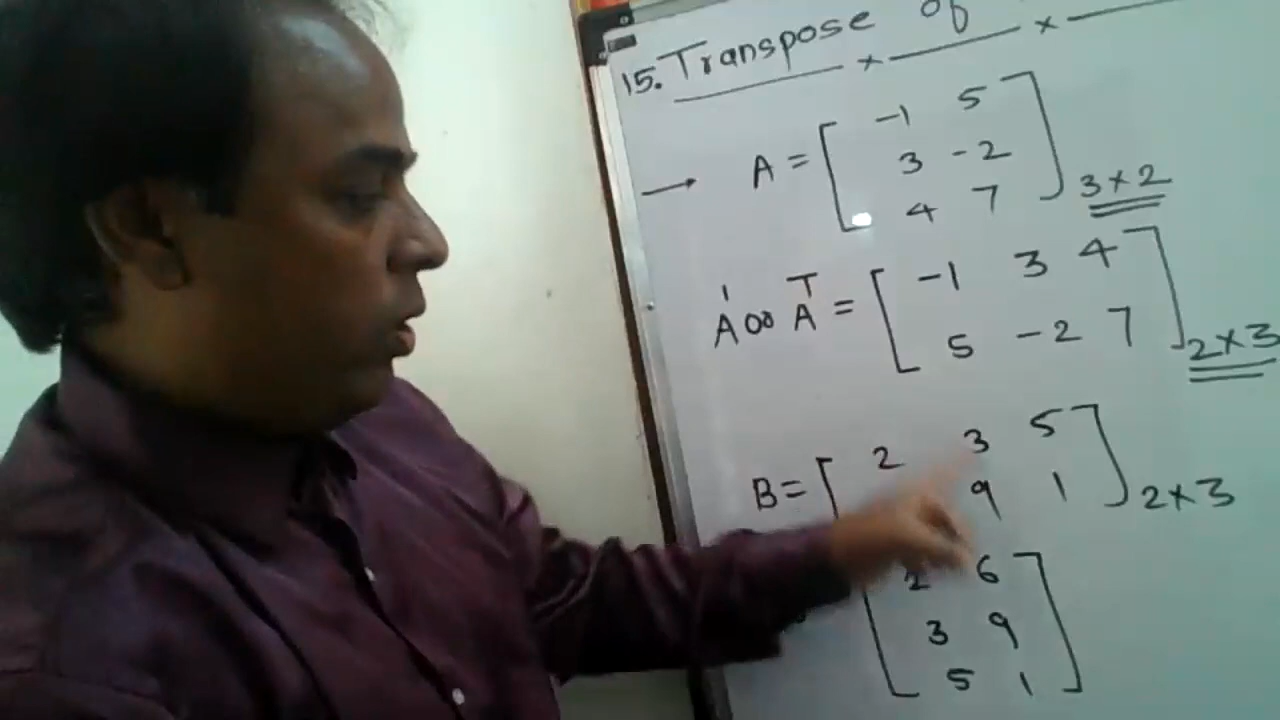 15. Transpose of
× ×
→ A = [ -1 5
3 -2
4 7 ] 3×2
A' or Aᵀ = [ -1 3 4
5 -2 7 ] 2×3
B = [ 2 3 5
9 1 ] 2×3
[ 2 6
3 9
5 1 ]